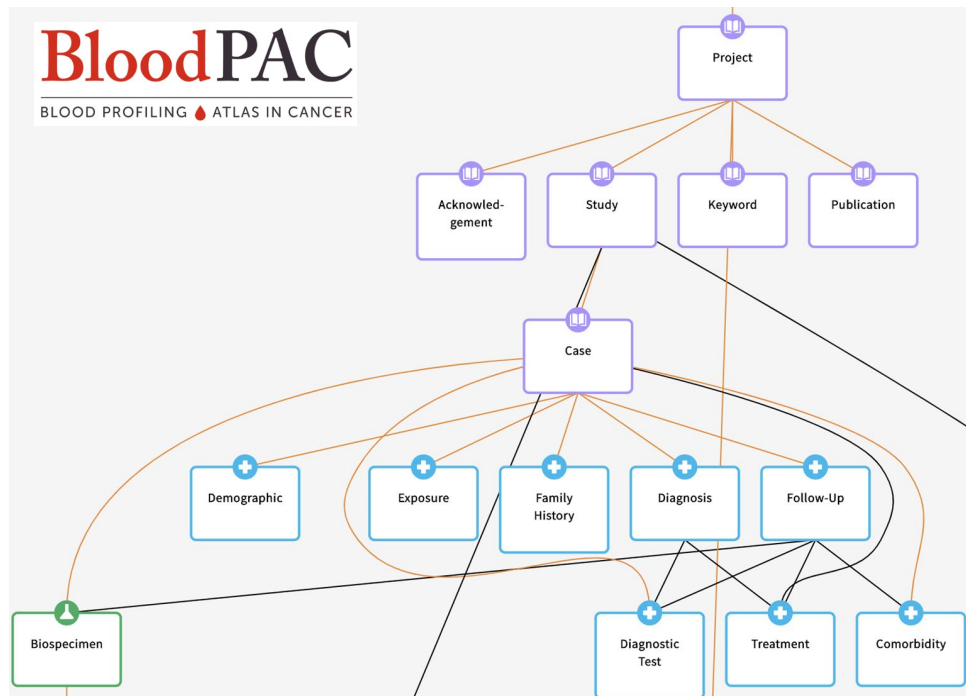 BloodPAC
BLOOD PROFILING ATLAS IN CANCER
Project
Acknowled-
gement
Study
Keyword
Publication
Case
Demographic
Exposure
Family
History
Diagnosis
Follow-Up
Biospecimen
Diagnostic
Test
Treatment
Comorbidity